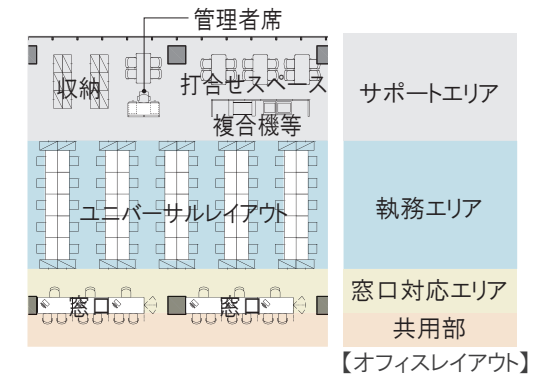 管理者席
収納
打合せスペース
複合機等
サポートエリア
ユニバーサルレイアウト
執務エリア
窓口
窓口
窓口対応エリア
共用部
【オフィスレイアウト】